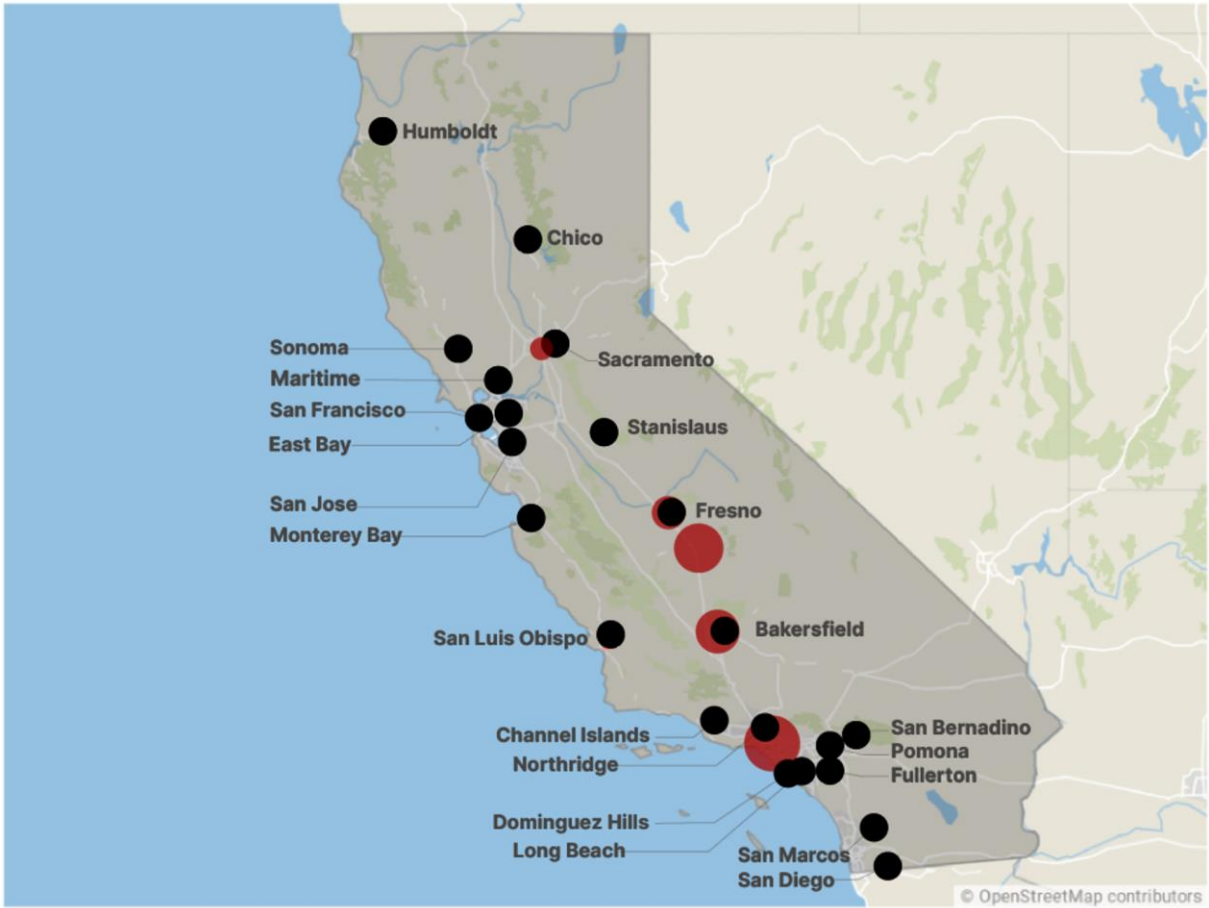 Humboldt
Chico
Sonoma
Sacramento
Maritime
San Francisco
Stanislaus
East Bay
San Jose
Fresno
Monterey Bay
Bakersfield
San Luis Obispo
San Bernadino
Channel Islands
Pomona
Northridge
Fullerton
Dominguez Hills
Long Beach
San Marcos
San Diego
© OpenStreetMap contributors